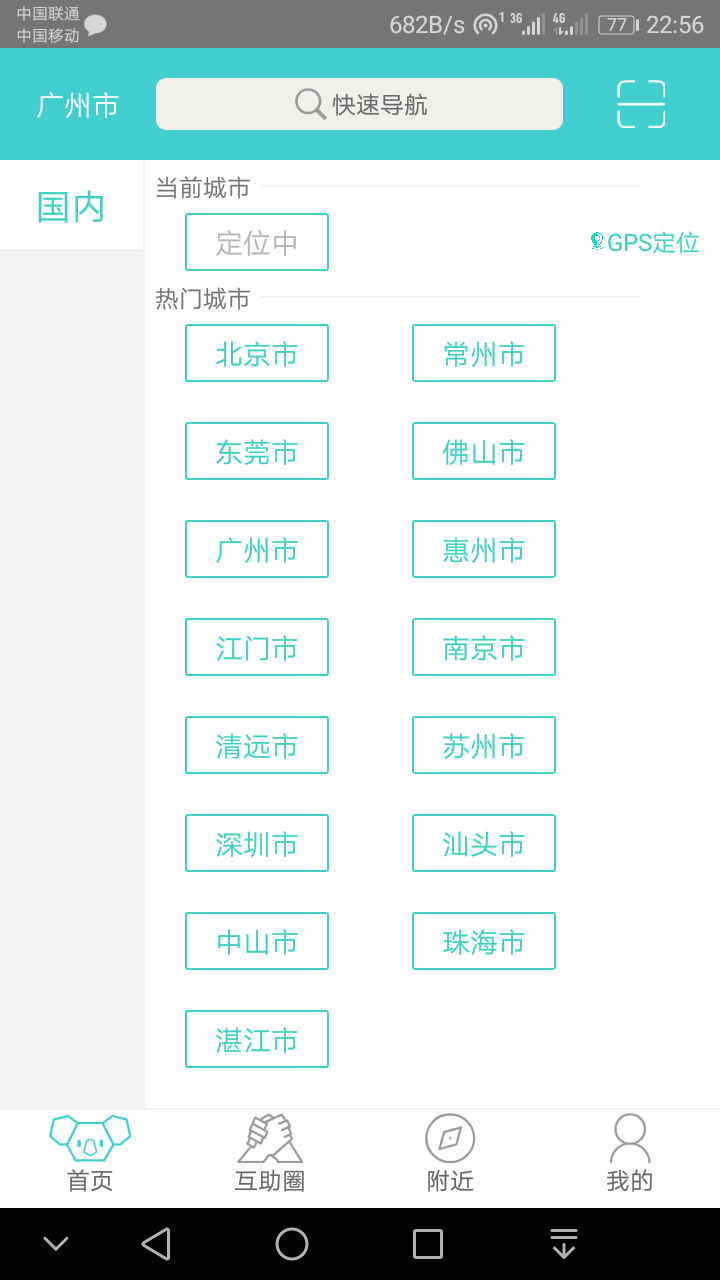 中国联通
中国移动
682B/s 1 3G 4G 77 22:56
广州市 快速导航
国内
当前城市
定位中 GPS定位
热门城市
北京市 常州市
东莞市 佛山市
广州市 惠州市
江门市 南京市
清远市 苏州市
深圳市 汕头市
中山市 珠海市
湛江市
首页 互助圈 附近 我的